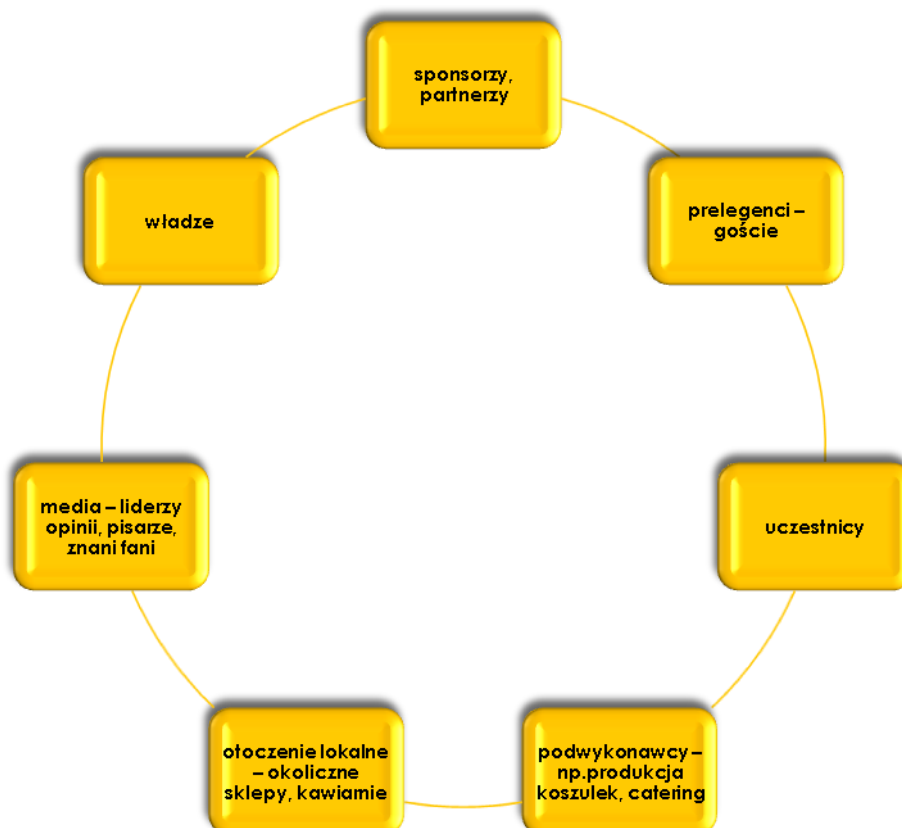 sponsorzy,
partnerzy
prelegenci –
goście
uczestnicy
podwykonawcy –
np.produkcja
koszulek, catering
otoczenie lokalne
– okoliczne
sklepy, kawiarnie
media – liderzy
opinii, pisarze,
znani fani
władze